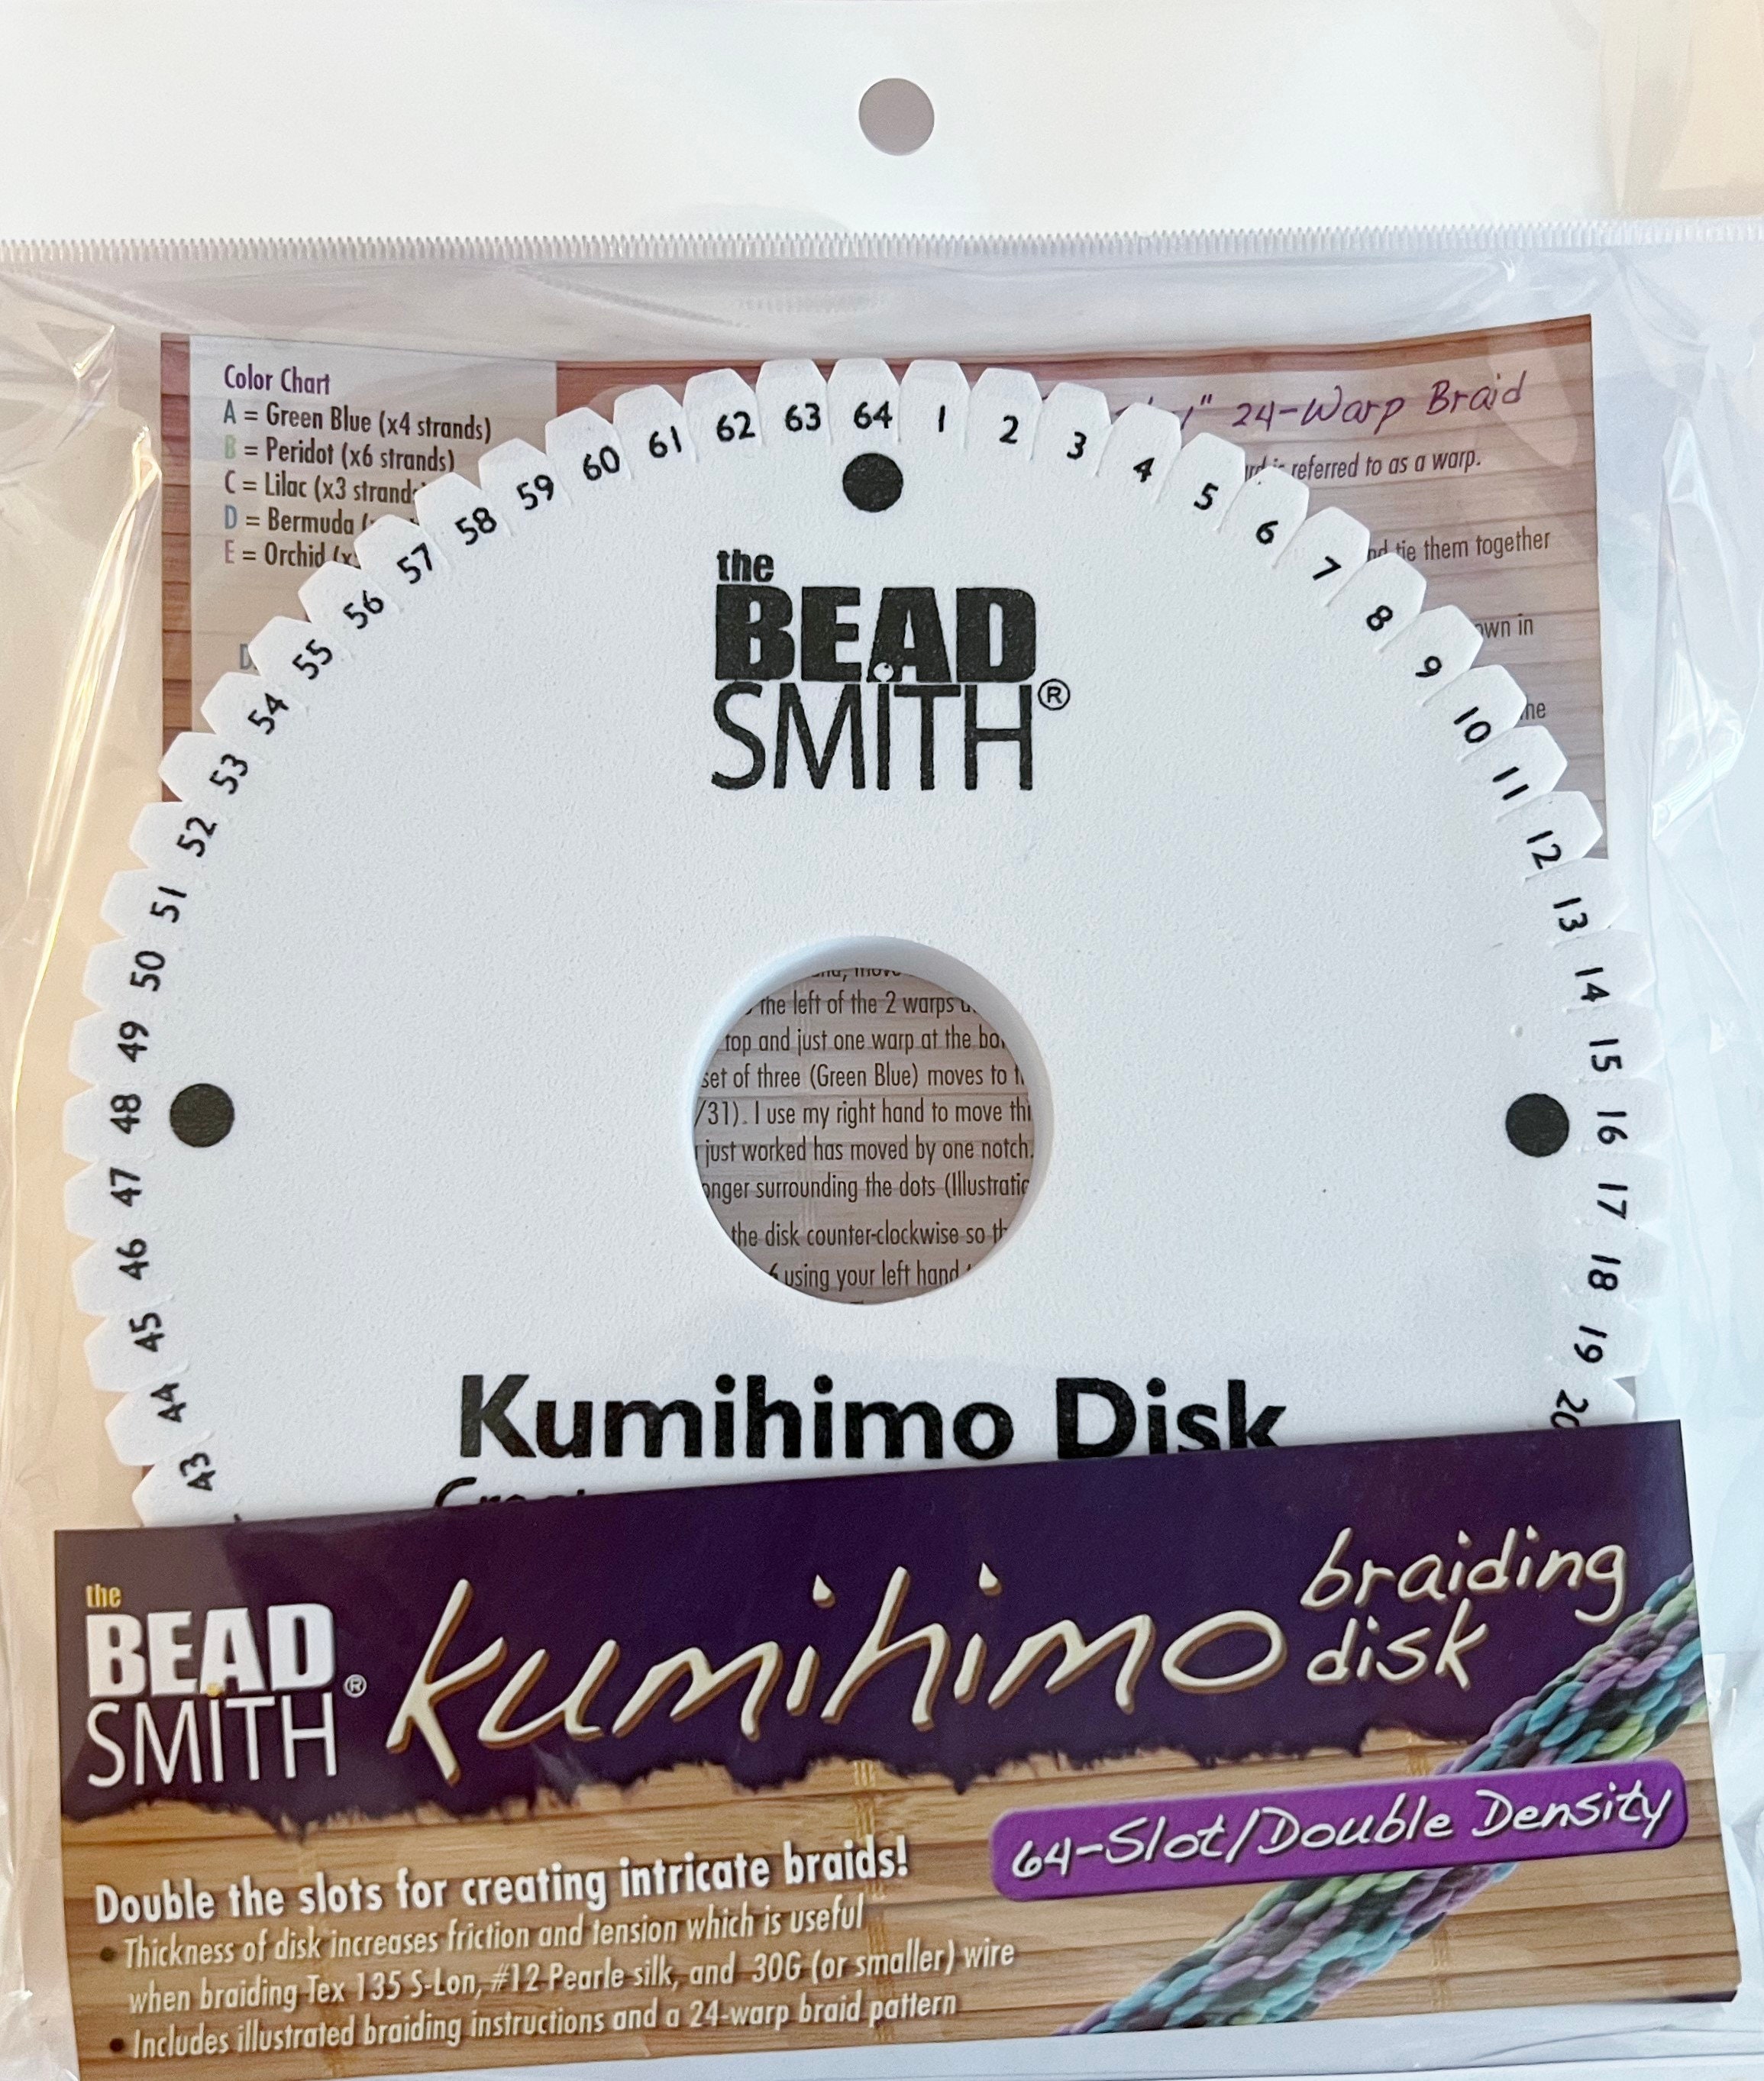 Color Chart
A = Green Blue (x4 strands)
B = Peridot (x6 strands)
C = Lilac (x3
D = Bermuda
E = Orchid (x
24-Warp Braid
referred to as a warp.
tie them together
in
62 63 64 1 2 3 4 5 6 7 8 9 10 11 12 13 14 15 16 17 18 19 20
61 60 59 58 57 56 55 54 53 52 51 50 49 48 47 46 45 44 43
the
BEAD
SMITH®
the left of the 2 warps
top and just one warp at the
set of three (Green Blue) moves
/31). I use my right hand to move
just worked has moved by one notch.
surrounding the dots
the disk counter-clockwise so
using your left hand
Kumihimo Disk
the
BEAD
SMITH®
kumihimo
braiding
disk
64-Slot/Double Density
Double the slots for creating intricate braids!
• Thickness of disk increases friction and tension which is useful
when braiding Tex 135 S-Lon, #12 Pearle silk, and 30G (or smaller) wire
• Includes illustrated braiding instructions and a 24-warp braid pattern